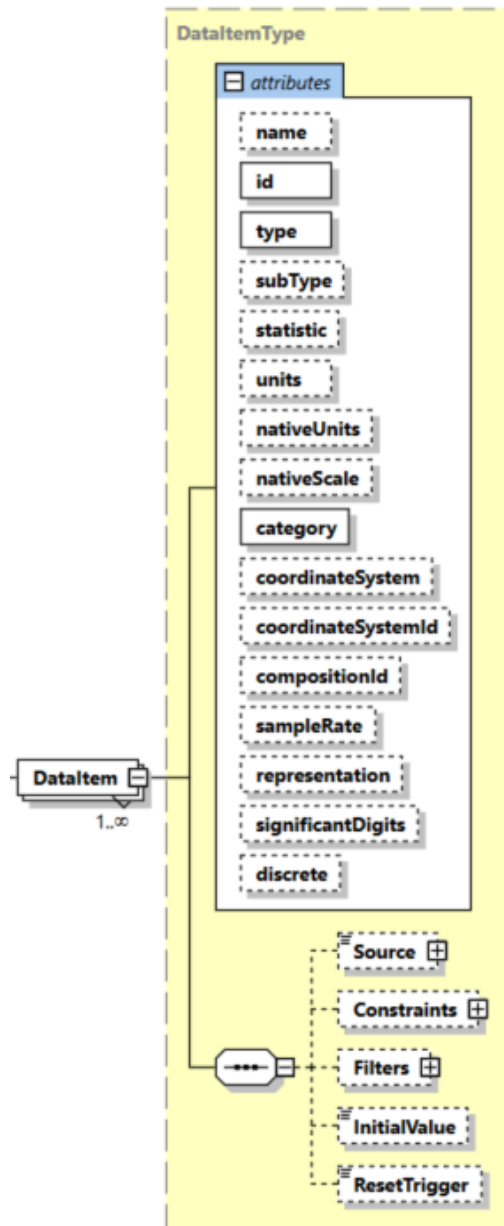 DataItemType
attributes
name
id
type
subType
statistic
units
nativeUnits
nativeScale
category
coordinateSystem
coordinateSystemId
compositionId
sampleRate
representation
significantDigits
discrete
DataItem
1..∞
Source
Constraints
Filters
InitialValue
ResetTrigger